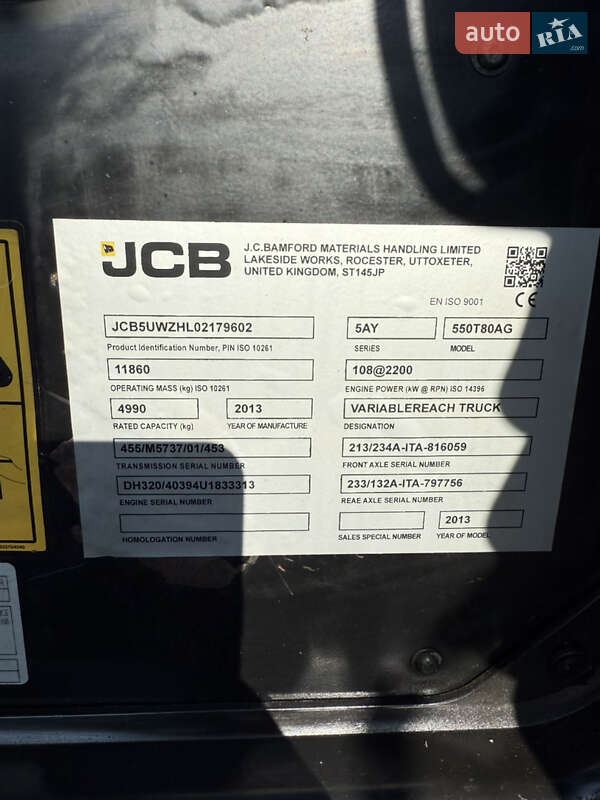 auto RIA.com
JCB
J.C.BAMFORD MATERIALS HANDLING LIMITED
LAKESIDE WORKS, ROCESTER, UTTOXETER,
UNITED KINGDOM, ST145JP
EN ISO 9001
CE
JCB5UWZHL02179602 5AY 550T80AG
Product Identification Number, PIN ISO 10261 SERIES MODEL
11860 108@2200
OPERATING MASS (kg) ISO 10261 ENGINE POWER (kW @ RPN) ISO 14396
4990 2013 VARIABLEREACH TRUCK
RATED CAPACITY (kg) YEAR OF MANUFACTURE DESIGNATION
455/M5737/01/453 213/234A-ITA-816059
TRANSMISSION SERIAL NUMBER FRONT AXLE SERIAL NUMBER
DH320/40394U1833313 233/132A-ITA-797756
ENGINE SERIAL NUMBER REAE AXLE SERIAL NUMBER
2013
HOMOLOGATION NUMBER SALES SPECIAL NUMBER YEAR OF MODEL